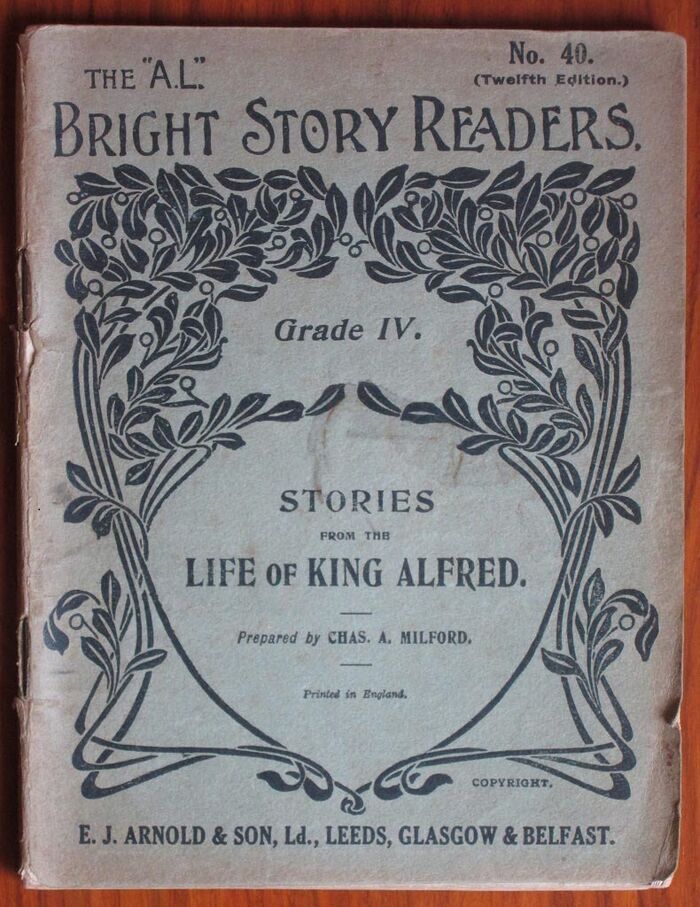 THE "A.L."
No. 40.
(Twelfth Edition.)
BRIGHT STORY READERS.
Grade IV.
STORIES
FROM THE
LIFE OF KING ALFRED.
Prepared by CHAS. A. MILFORD.
Printed in England.
COPYRIGHT.
E. J. ARNOLD & SON, Ld., LEEDS, GLASGOW & BELFAST.